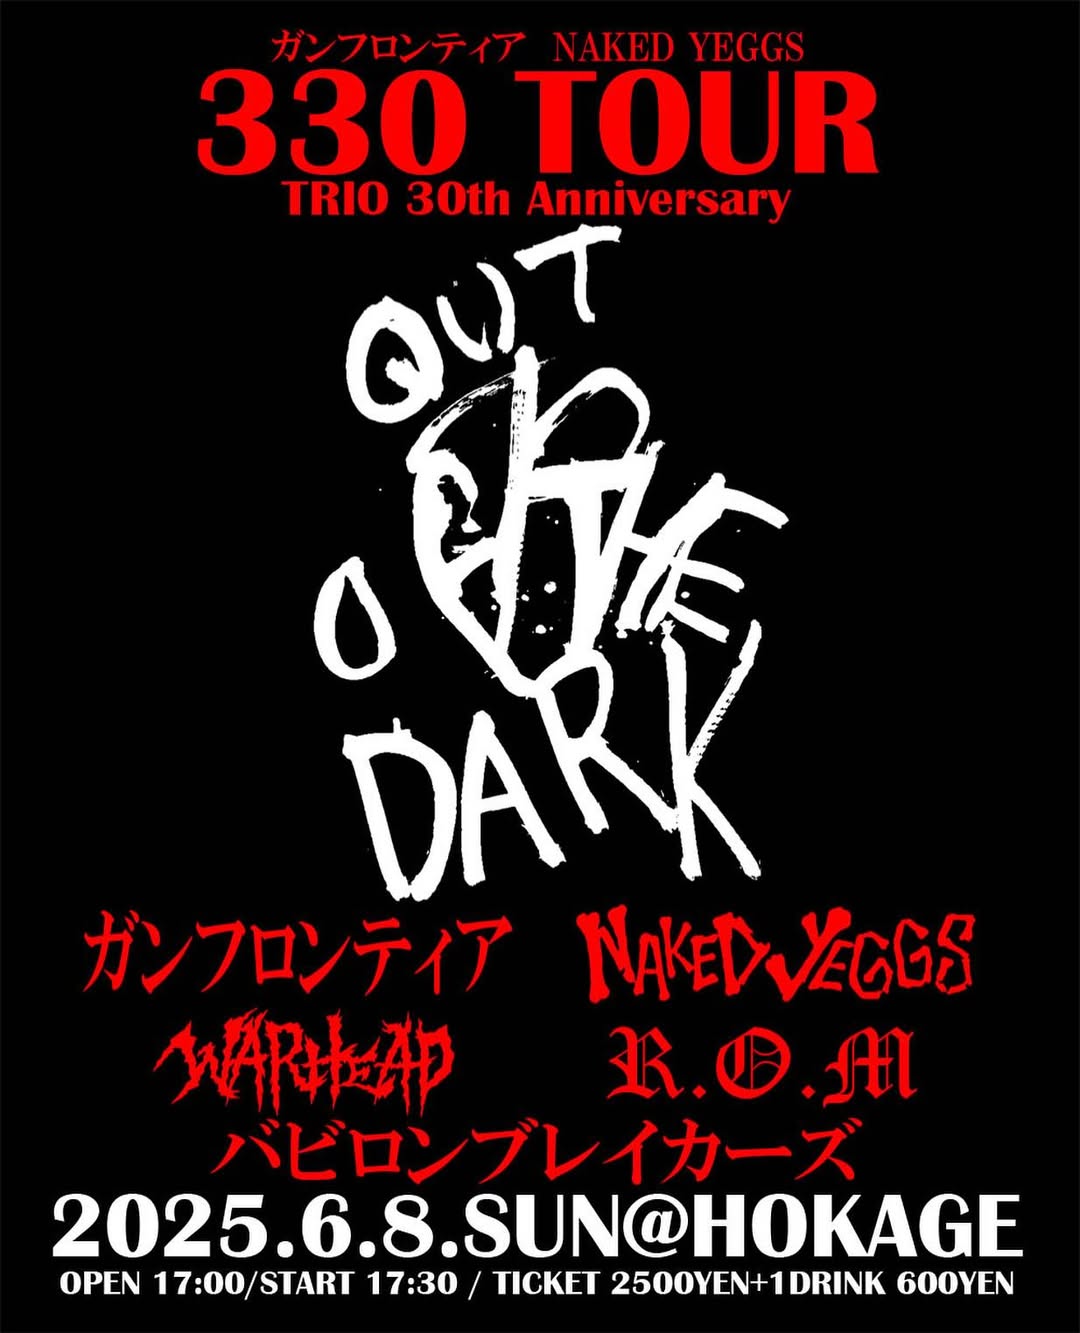 ガンフロンティア NAKED YEGGS
330 TOUR
TRIO 30th Anniversary
OUT
O THE
DARK
ガンフロンティア NAKED YEGGS
WARHEAD R.O.M
バビロンブレイカーズ
2025.6.8.SUN@HOKAGE
OPEN 17:00/START 17:30 / TICKET 2500YEN+1DRINK 600YEN